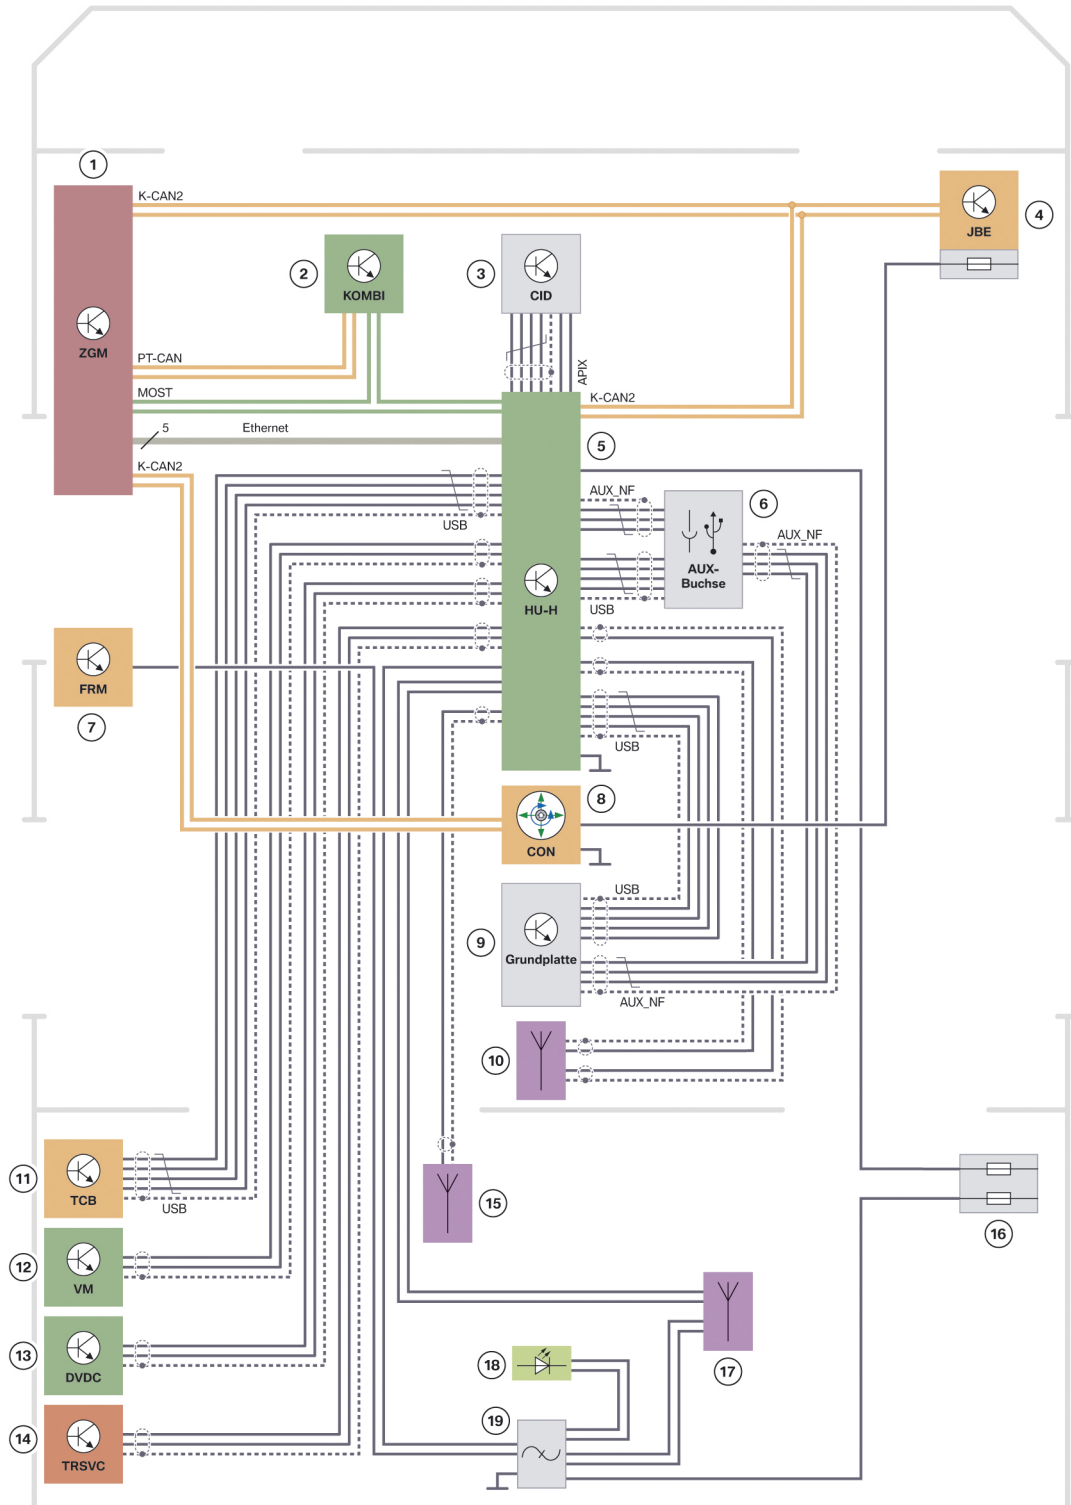 1
K-CAN2
4
JBE
2
KOMBI
3
CID
ZGM
PT-CAN
APIX
MOST
K-CAN2
5
Ethernet
5
K-CAN2
AUX_NF
6
USB
AUX_NF
AUX-
Buchse
HU-H
USB
FRM
7
USB
8
CON
USB
9
Grundplatte
AUX_NF
10
11
TCB
USB
15
16
12
VM
13
DVDC
18
17
14
TRSVC
19